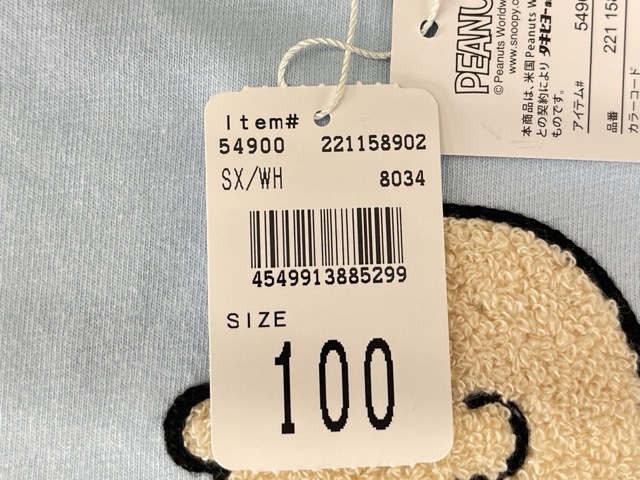 Item#
54900 221158902
SX/WH 8034
4549913885299
SIZE
100
PEANU
© Peanuts Worldw
www.snoopy.co
本商品は、米国Peanuts W
との契約により タキヒヨー
ものです。
アイテム# 5490
品番 221 158
カラーコード